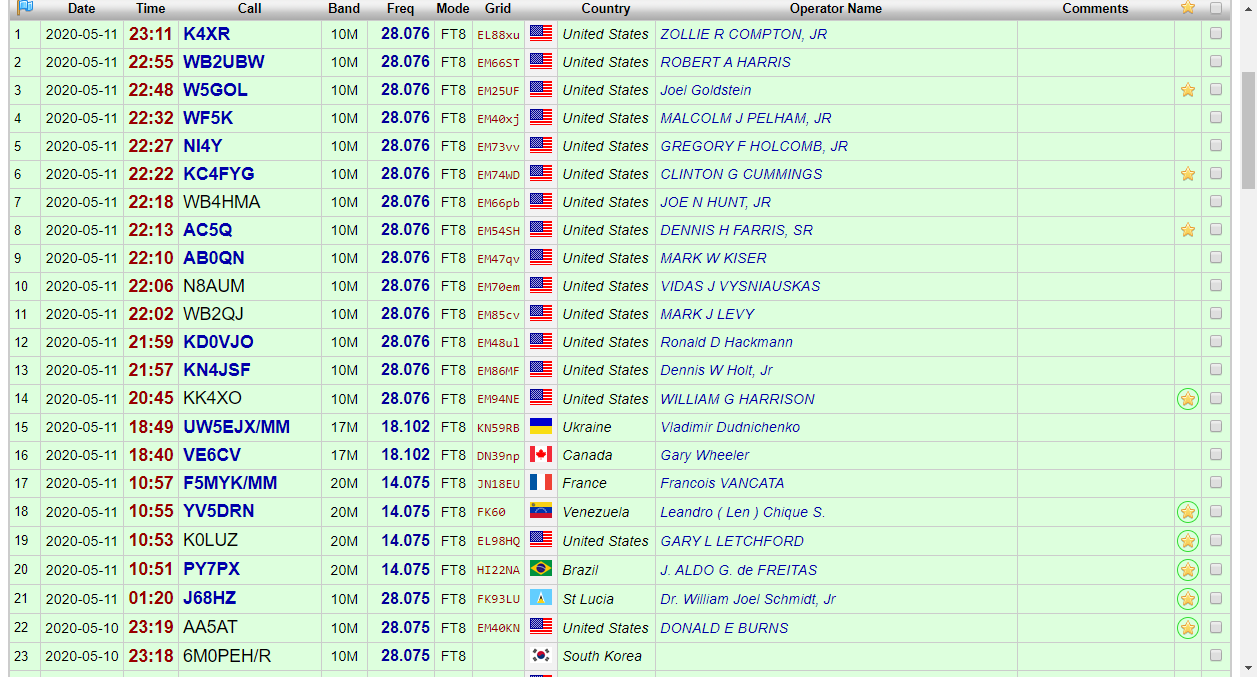 Date Time Call Band Freq Mode Grid Country Operator Name Comments
1 2020-05-11 23:11 K4XR 10M 28.076 FT8 EL88xu United States ZOLLIE R COMPTON, JR
2 2020-05-11 22:55 WB2UBW 10M 28.076 FT8 EM66ST United States ROBERT A HARRIS
3 2020-05-11 22:48 W5GOL 10M 28.076 FT8 EM25UF United States Joel Goldstein
4 2020-05-11 22:32 WF5K 10M 28.076 FT8 EM40xj United States MALCOLM J PELHAM, JR
5 2020-05-11 22:27 NI4Y 10M 28.076 FT8 EM73vv United States GREGORY F HOLCOMB, JR
6 2020-05-11 22:22 KC4FYG 10M 28.076 FT8 EM74WD United States CLINTON G CUMMINGS
7 2020-05-11 22:18 WB4HMA 10M 28.076 FT8 EM66pb United States JOE N HUNT, JR
8 2020-05-11 22:13 AC5Q 10M 28.076 FT8 EM54SH United States DENNIS H FARRIS, SR
9 2020-05-11 22:10 AB0QN 10M 28.076 FT8 EM47qv United States MARK W KISER
10 2020-05-11 22:06 N8AUM 10M 28.076 FT8 EM70em United States VIDAS J VYSNIAUSKAS
11 2020-05-11 22:02 WB2QJ 10M 28.076 FT8 EM85cv United States MARK J LEVY
12 2020-05-11 21:59 KD0VJO 10M 28.076 FT8 EM48ul United States Ronald D Hackmann
13 2020-05-11 21:57 KN4JSF 10M 28.076 FT8 EM86MF United States Dennis W Holt, Jr
14 2020-05-11 20:45 KK4XO 10M 28.076 FT8 EM94NE United States WILLIAM G HARRISON
15 2020-05-11 18:49 UW5EJX/MM 17M 18.102 FT8 KN59RB Ukraine Vladimir Dudnichenko
16 2020-05-11 18:40 VE6CV 17M 18.102 FT8 DN39np Canada Gary Wheeler
17 2020-05-11 10:57 F5MYK/MM 20M 14.075 FT8 JN18EU France Francois VANCATA
18 2020-05-11 10:55 YV5DRN 20M 14.075 FT8 FK60 Venezuela Leandro ( Len ) Chique S.
19 2020-05-11 10:53 K0LUZ 20M 14.075 FT8 EL98HQ United States GARY L LETCHFORD
20 2020-05-11 10:51 PY7PX 20M 14.075 FT8 HI22NA Brazil J. ALDO G. de FREITAS
21 2020-05-11 01:20 J68HZ 10M 28.075 FT8 FK93LU St Lucia Dr. William Joel Schmidt, Jr
22 2020-05-10 23:19 AA5AT 10M 28.075 FT8 EM40KN United States DONALD E BURNS
23 2020-05-10 23:18 6M0PEH/R 10M 28.075 FT8 South Korea